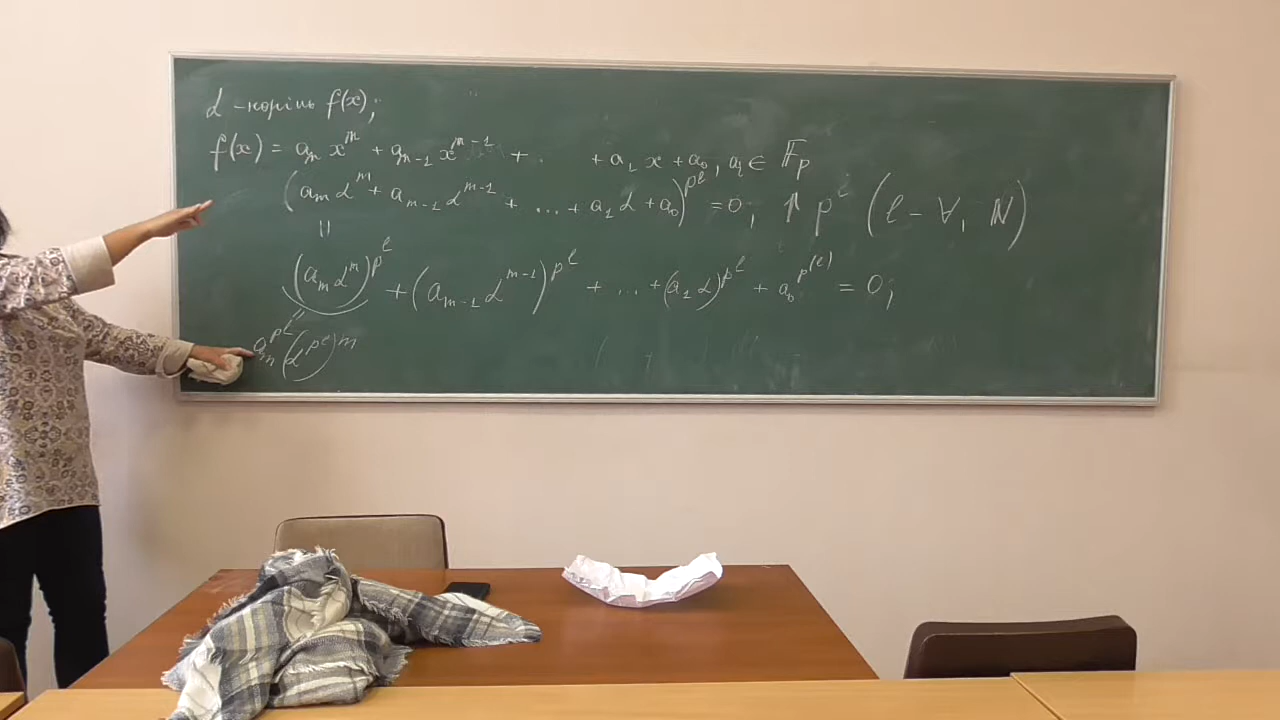 α – корінь f(x);
f(x) = a_m x^m + a_{m-1} x^{m-1} + . . + a_1 x + a_0, a_i ∈ 𝔽_p
(a_m α^m + a_{m-1} α^{m-1} + ... + a_1 α + a_0)^{p^l} = 0; ↑ p^l (l – ∀, ℕ)
||
(a_m α^m)^{p^l} + (a_{m-1} α^{m-1})^{p^l} + ... + (a_1 α)^{p^l} + a_0^{p^{(l)}} = 0;
=
a_m^{p^l} (α^{p^l})^m